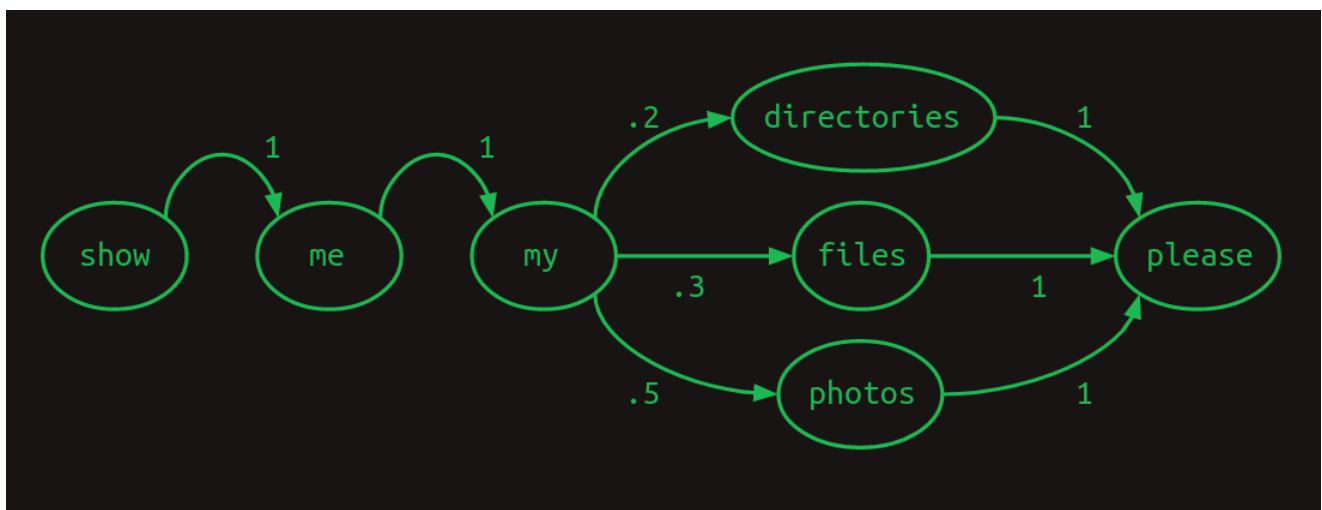 .2 directories 1
1 1
show me my files please
.3 1
.5 photos 1